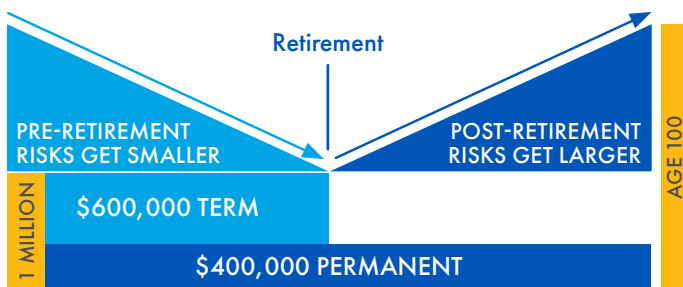 Retirement
PRE-RETIREMENT
RISKS GET SMALLER
POST-RETIREMENT
RISKS GET LARGER
AGE 100
1 MILLION
$600,000 TERM
$400,000 PERMANENT